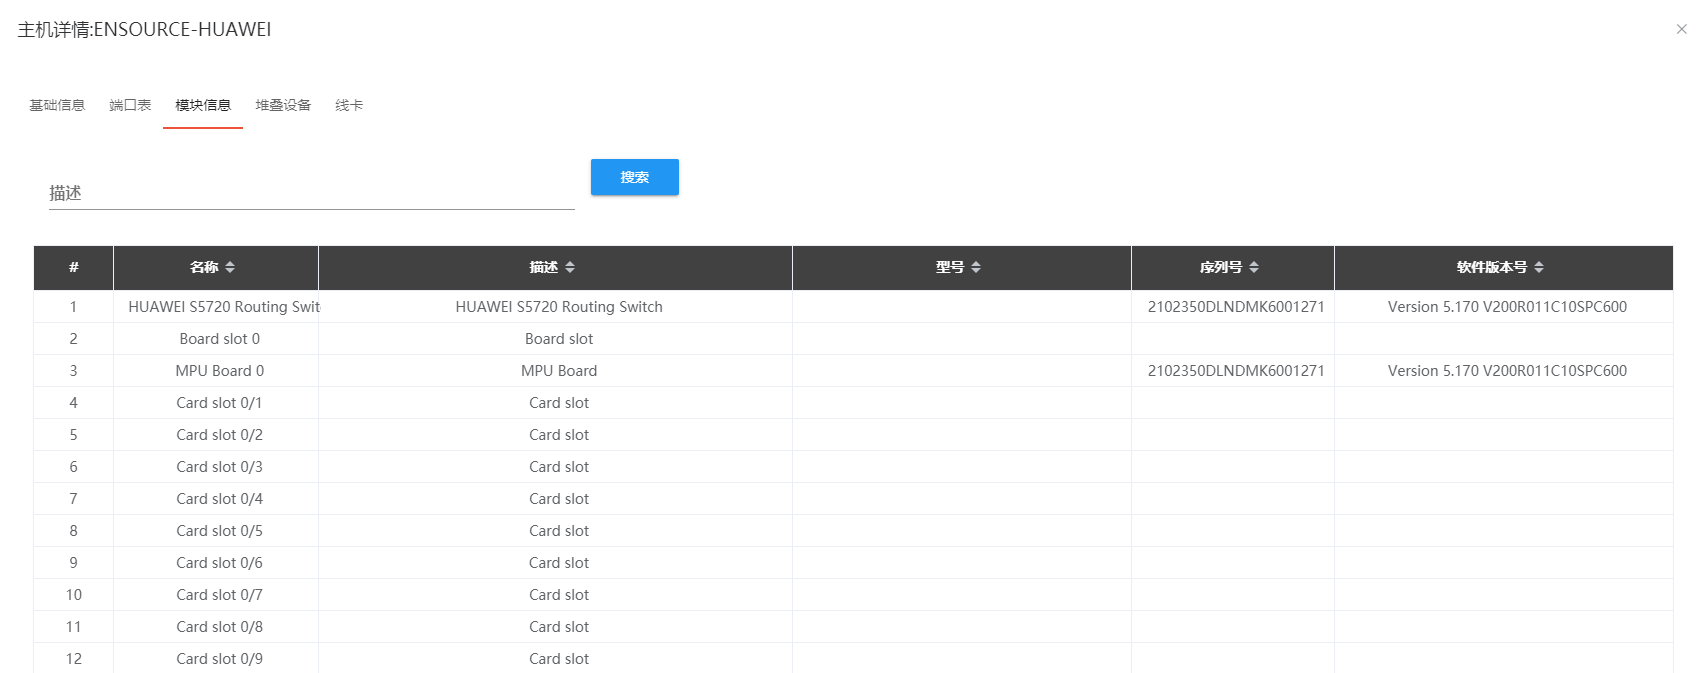 主机详情:ENSOURCE-HUAWEI
基础信息 端口表 模块信息 堆叠设备 线卡
搜索
描述
# 名称 描述 型号 序列号 软件版本号
1 HUAWEI S5720 Routing Swit HUAWEI S5720 Routing Switch 2102350DLNDMK6001271 Version 5.170 V200R011C10SPC600
2 Board slot 0 Board slot
3 MPU Board 0 MPU Board 2102350DLNDMK6001271 Version 5.170 V200R011C10SPC600
4 Card slot 0/1 Card slot
5 Card slot 0/2 Card slot
6 Card slot 0/3 Card slot
7 Card slot 0/4 Card slot
8 Card slot 0/5 Card slot
9 Card slot 0/6 Card slot
10 Card slot 0/7 Card slot
11 Card slot 0/8 Card slot
12 Card slot 0/9 Card slot